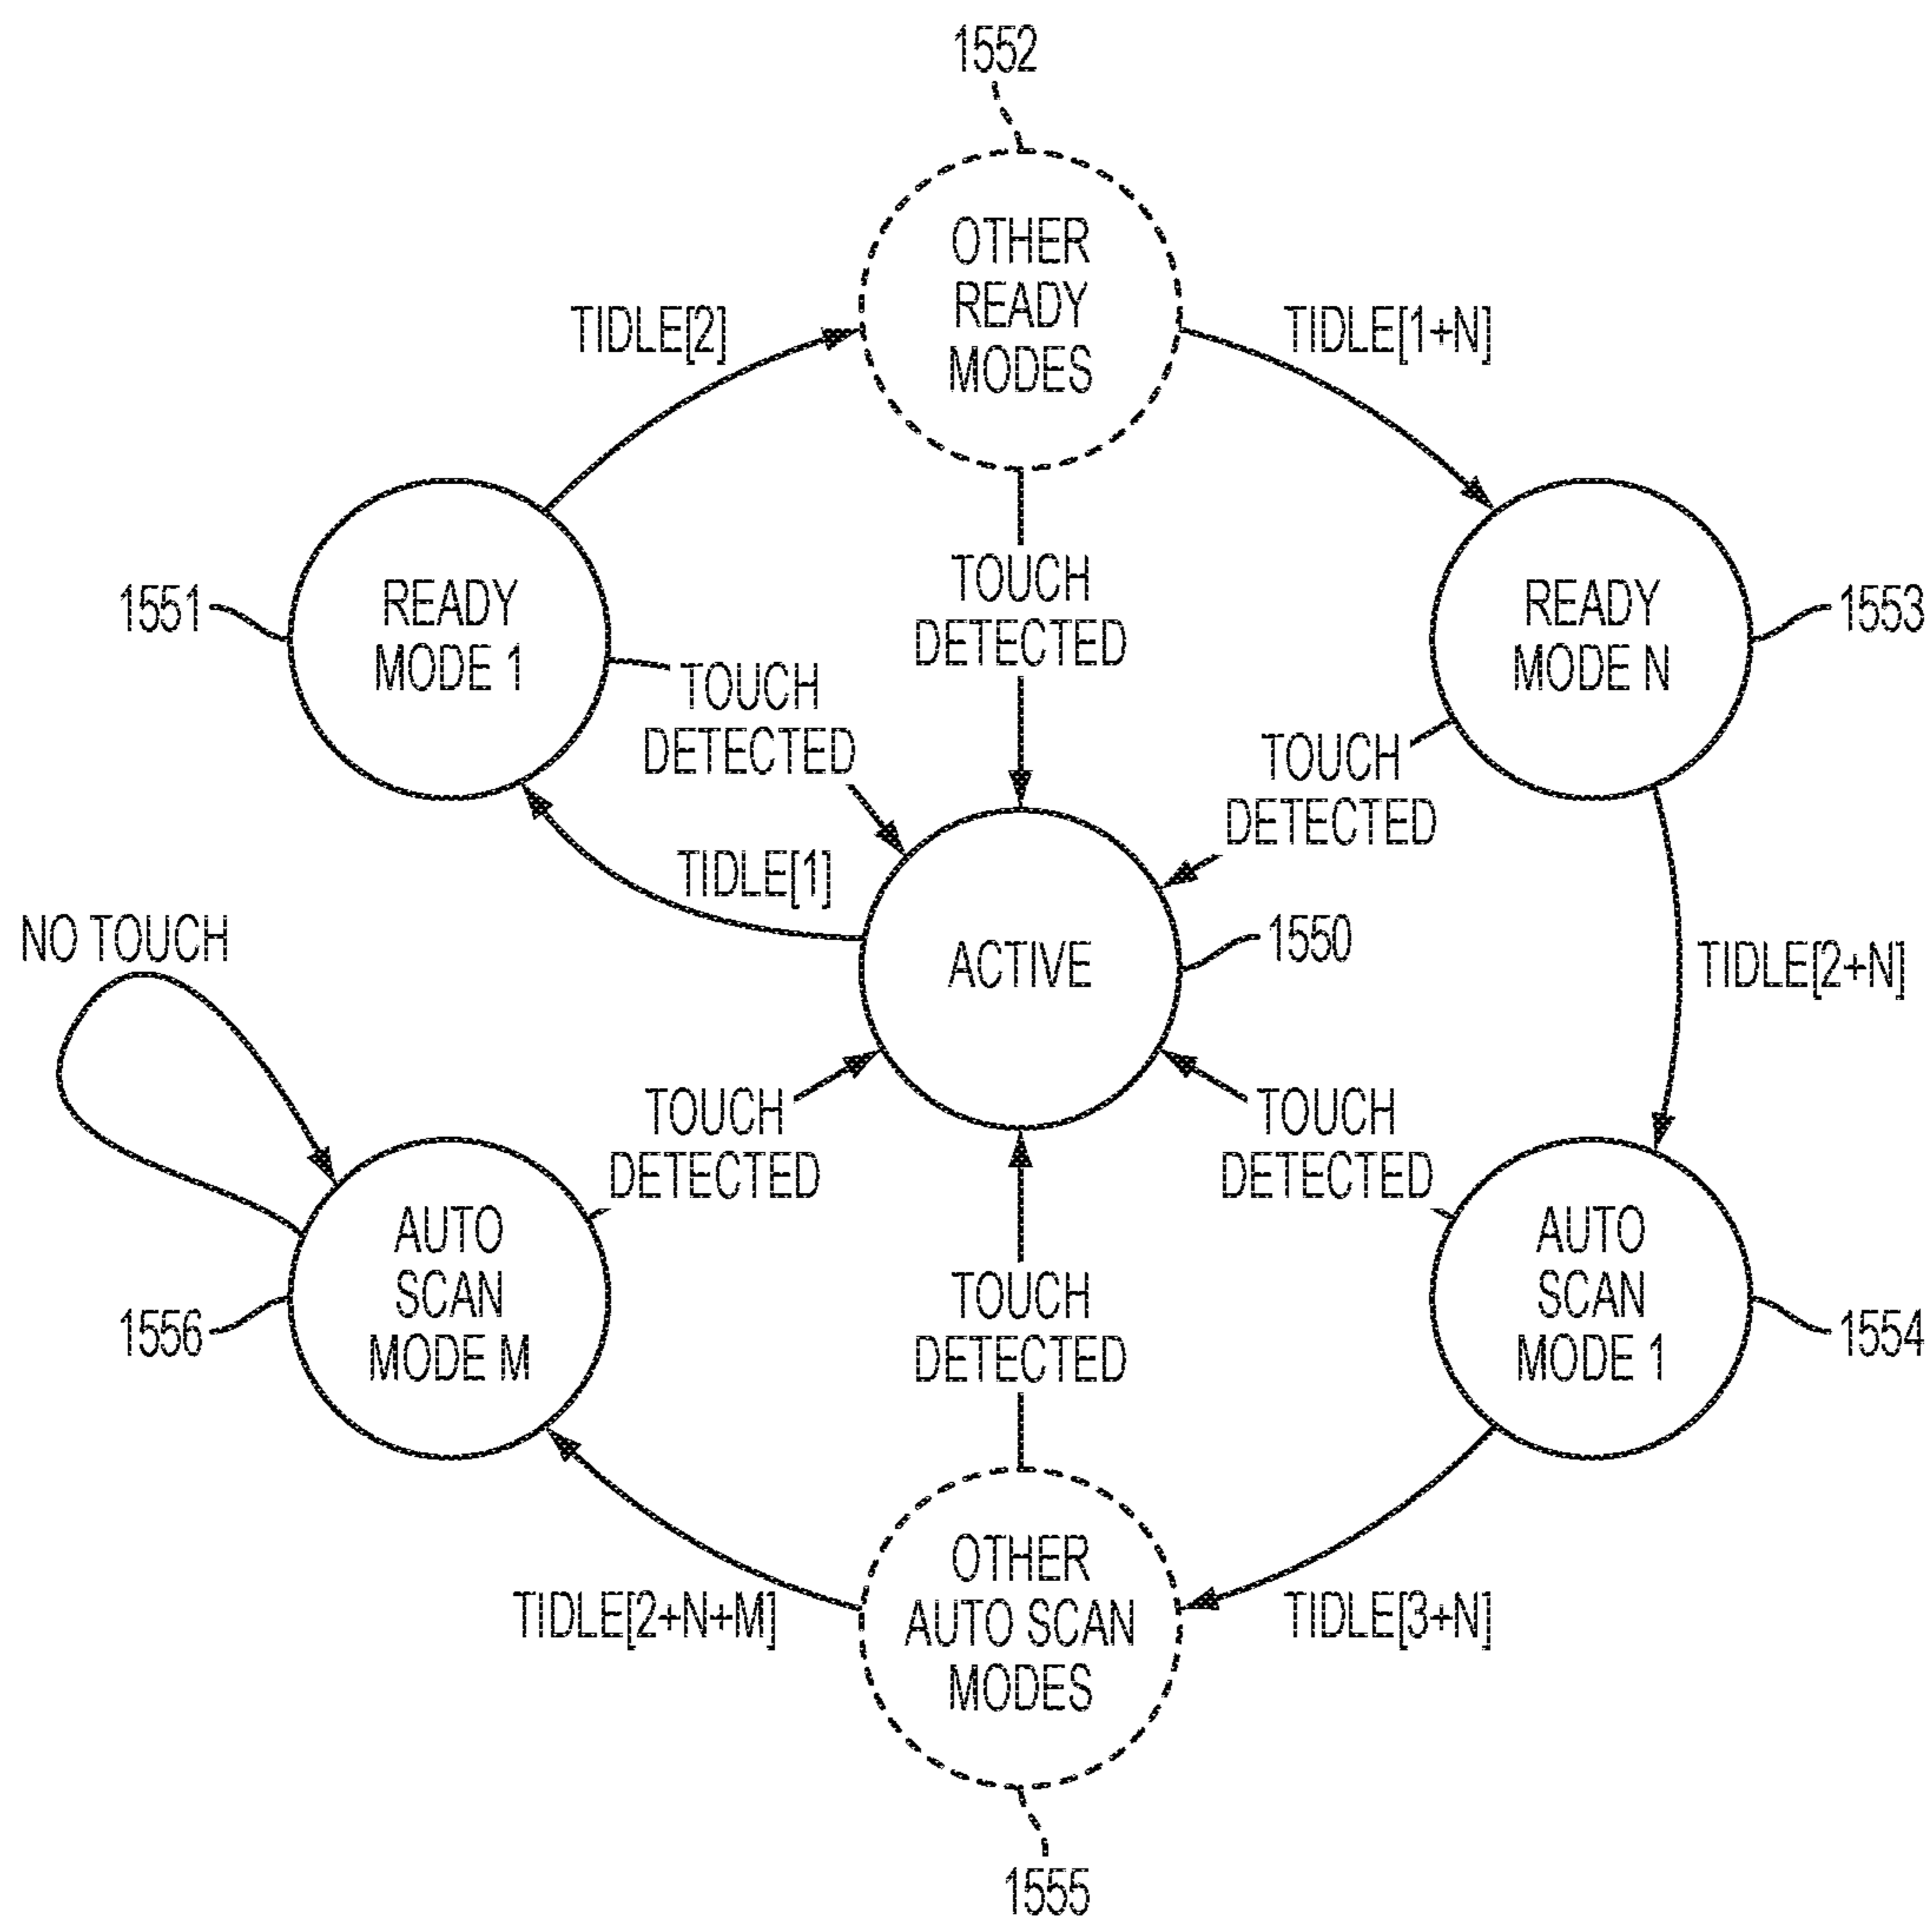 1552
OTHER
READY
MODES
TIDLE[2]
TIDLE[1+N]
1551
READY
MODE 1
TOUCH
DETECTED
READY
MODE N
1553
TOUCH
DETECTED
TOUCH
DETECTED
TIDLE[1]
NO TOUCH
ACTIVE
1550
TIDLE[2+N]
TOUCH
DETECTED
TOUCH
DETECTED
AUTO
SCAN
MODE M
1556
TOUCH
DETECTED
AUTO
SCAN
MODE 1
1554
TIDLE[2+N+M]
OTHER
AUTO SCAN
MODES
TIDLE[3+N]
1555